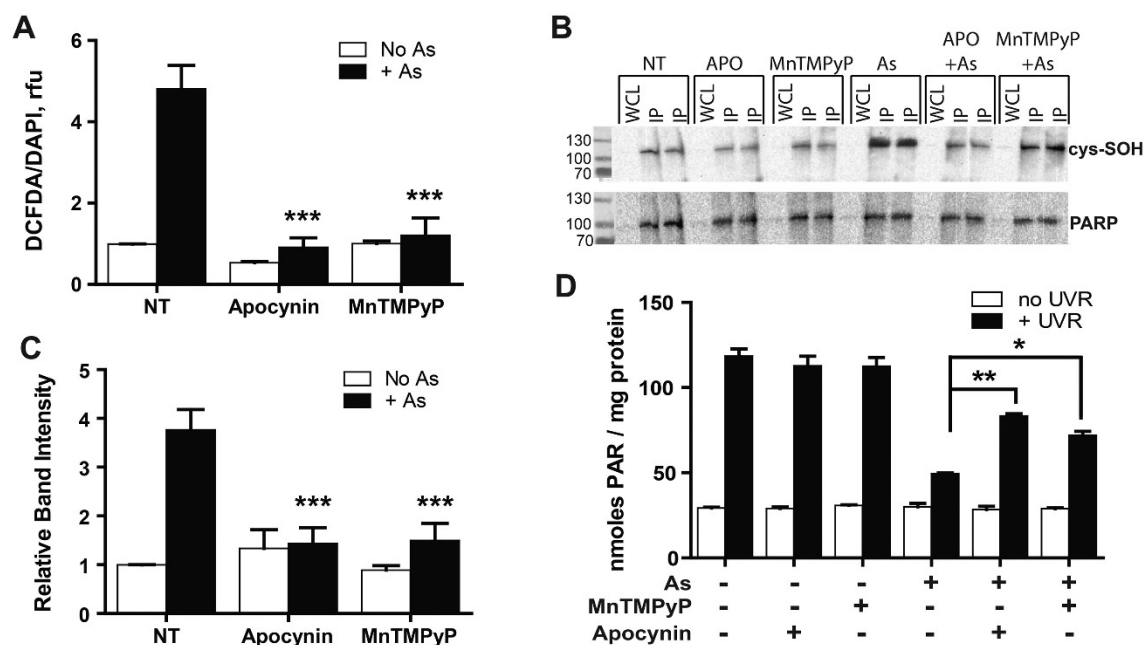 A
DCFDA/DAPI, rfu
8
6
4
2
0
No As
+ As
***
***
NT
Apocynin
MnTMPyP
B
NT
APO
MnTMPyP
As
APO
+As
MnTMPyP
+As
WCL IP IP WCL IP IP WCL IP IP WCL IP IP WCL IP IP WCL IP IP
130
100
70
cys-SOH
130
100
70
PARP
C
Relative Band Intensity
5
4
3
2
1
0
No As
+ As
***
***
NT
Apocynin
MnTMPyP
D
nmoles PAR / mg protein
150
100
50
0
no UVR
+ UVR
*
**
As - - - + + +
MnTMPyP - - + - - +
Apocynin - + - - + -